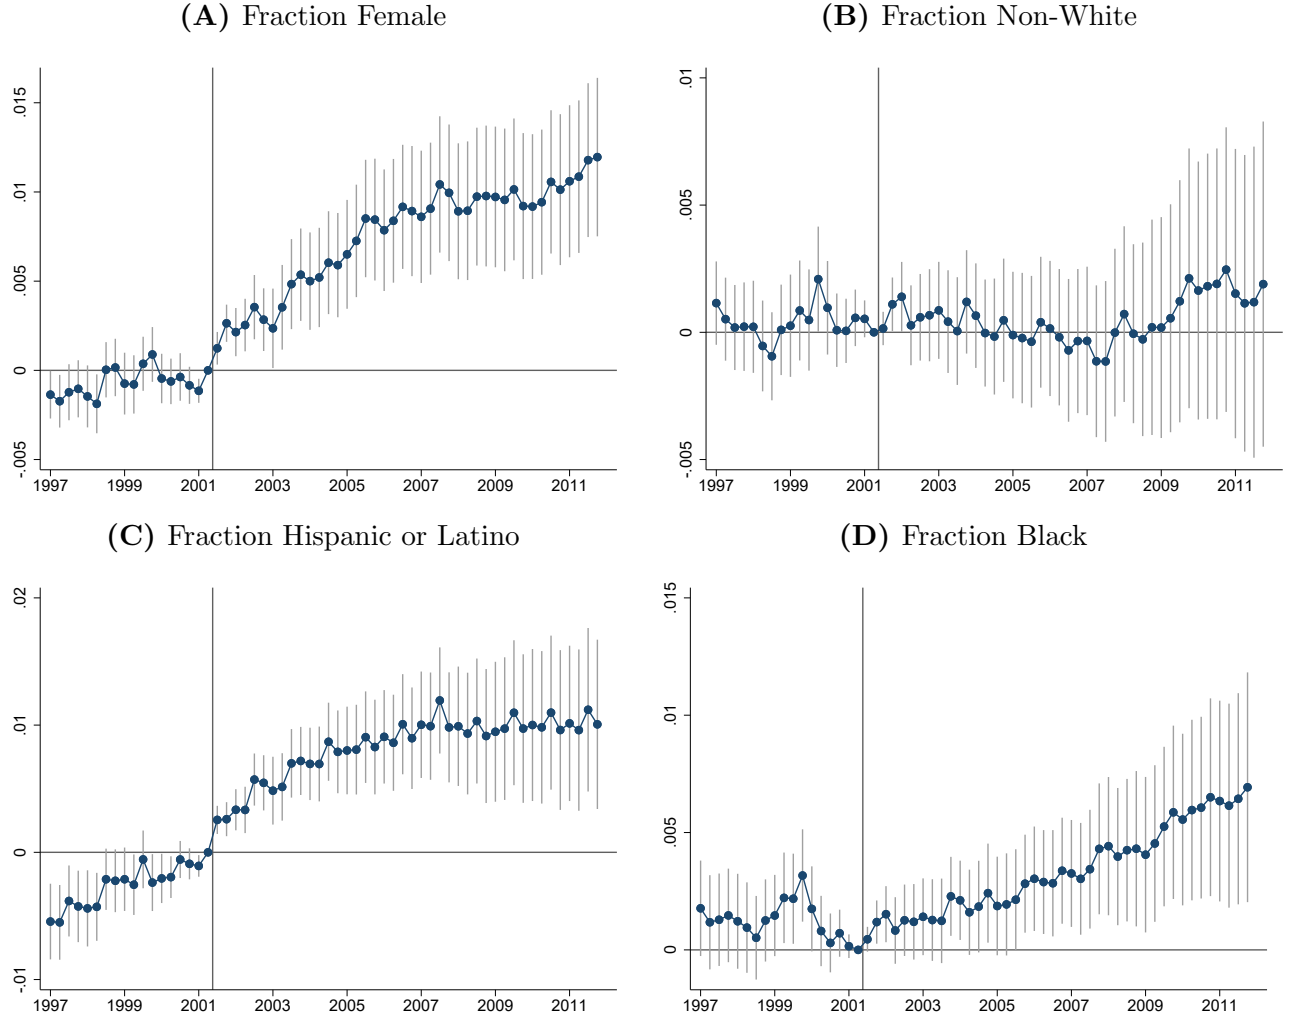 (A) Fraction Female
.015
.01
.005
0
-.005
1997 1999 2001 2003 2005 2007 2009 2011
(B) Fraction Non-White
.01
.005
0
-.005
1997 1999 2001 2003 2005 2007 2009 2011
(C) Fraction Hispanic or Latino
.02
.01
0
-.01
1997 1999 2001 2003 2005 2007 2009 2011
(D) Fraction Black
.015
.01
.005
0
1997 1999 2001 2003 2005 2007 2009 2011